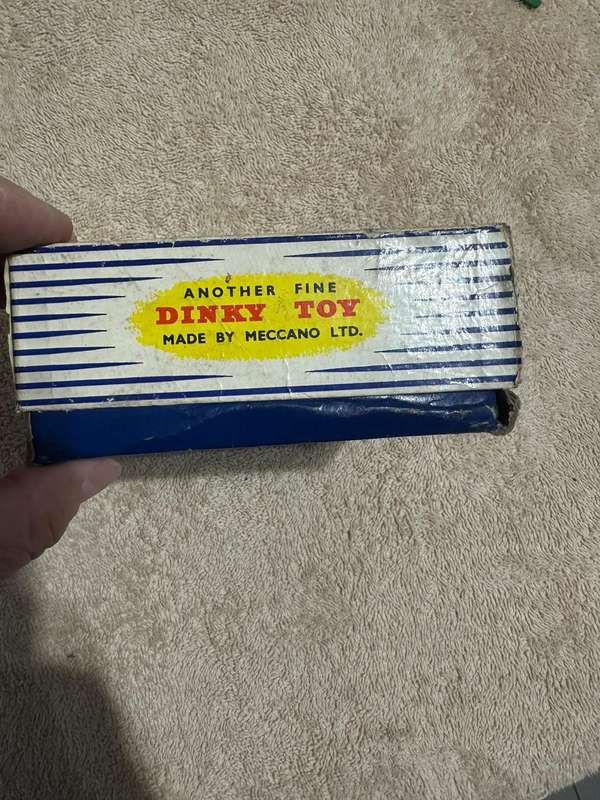 ANOTHER FINE
DINKY TOY
MADE BY MECCANO LTD.